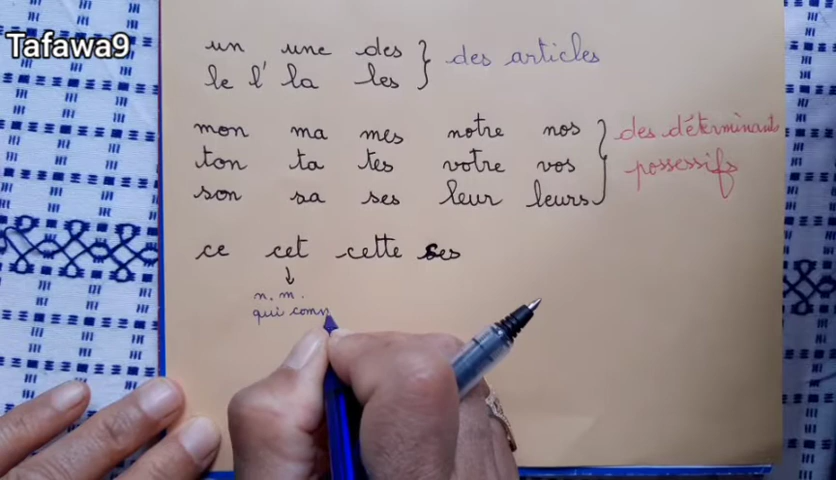 Tafawa9
un une des } des articles
le l' la les
mon ma mes notre nos } des déterminants
ton ta tes votre vos possessifs
son sa ses leur leurs
ce cet cette ses
↓
n. m.
qui comm